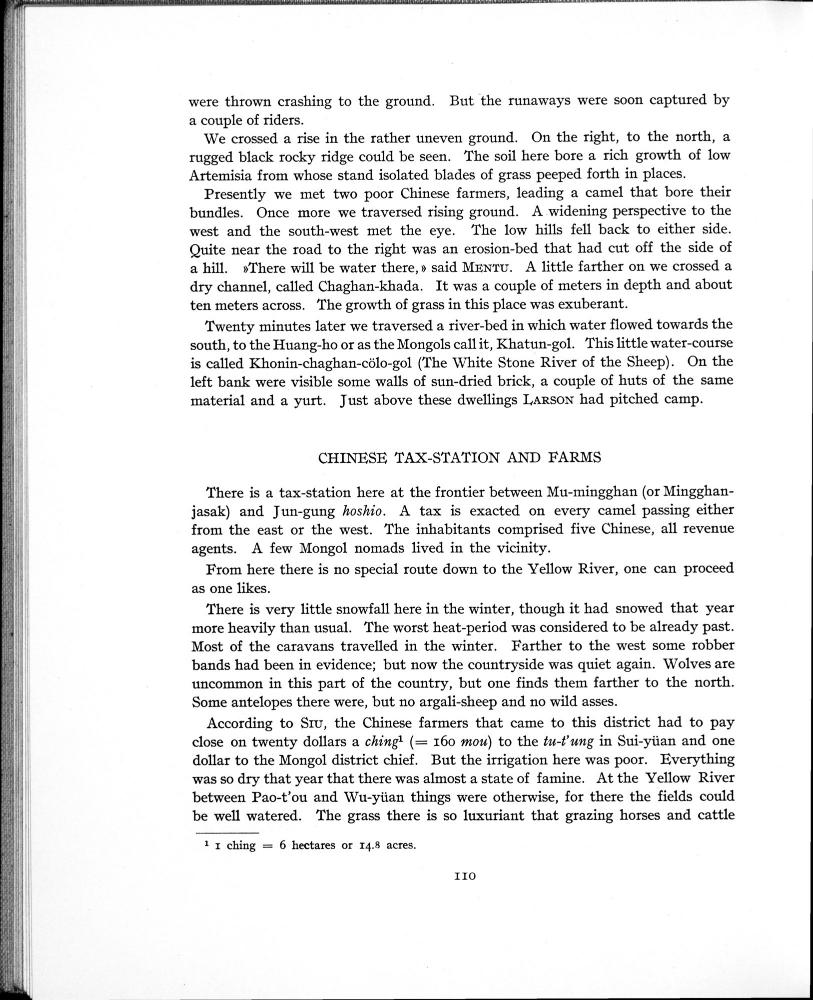 were thrown crashing to the ground. But the runaways were soon captured by
a couple of riders.
We crossed a rise in the rather uneven ground. On the right, to the north, a
rugged black rocky ridge could be seen. The soil here bore a rich growth of low
Artemisia from whose stand isolated blades of grass peeped forth in places.
Presently we met two poor Chinese farmers, leading a camel that bore their
bundles. Once more we traversed rising ground. A widening perspective to the
west and the south-west met the eye. The low hills fell back to either side.
Quite near the road to the right was an erosion-bed that had cut off the side of
a hill. »There will be water there,» said MENTU. A little farther on we crossed a
dry channel, called Chaghan-khada. It was a couple of meters in depth and about
ten meters across. The growth of grass in this place was exuberant.
Twenty minutes later we traversed a river-bed in which water flowed towards the
south, to the Huang-ho or as the Mongols call it, Khatun-gol. This little water-course
is called Khonin-chaghan-cölo-gol (The White Stone River of the Sheep). On the
left bank were visible some walls of sun-dried brick, a couple of huts of the same
material and a yurt. Just above these dwellings LARSON had pitched camp.
CHINESE TAX-STATION AND FARMS
There is a tax-station here at the frontier between Mu-mingghan (or Mingghan-
jasak) and Jun-gung hoshio. A tax is exacted on every camel passing either
from the east or the west. The inhabitants comprised five Chinese, all revenue
agents. A few Mongol nomads lived in the vicinity.
From here there is no special route down to the Yellow River, one can proceed
as one likes.
There is very little snowfall here in the winter, though it had snowed that year
more heavily than usual. The worst heat-period was considered to be already past.
Most of the caravans travelled in the winter. Farther to the west some robber
bands had been in evidence; but now the countryside was quiet again. Wolves are
uncommon in this part of the country, but one finds them farther to the north.
Some antelopes there were, but no argali-sheep and no wild asses.
According to SIU, the Chinese farmers that came to this district had to pay
close on twenty dollars a ching¹ (= 160 mou) to the tu-t'ung in Sui-yüan and one
dollar to the Mongol district chief. But the irrigation here was poor. Everything
was so dry that year that there was almost a state of famine. At the Yellow River
between Pao-t'ou and Wu-yüan things were otherwise, for there the fields could
be well watered. The grass there is so luxuriant that grazing horses and cattle
¹ 1 ching = 6 hectares or 14.8 acres.
110